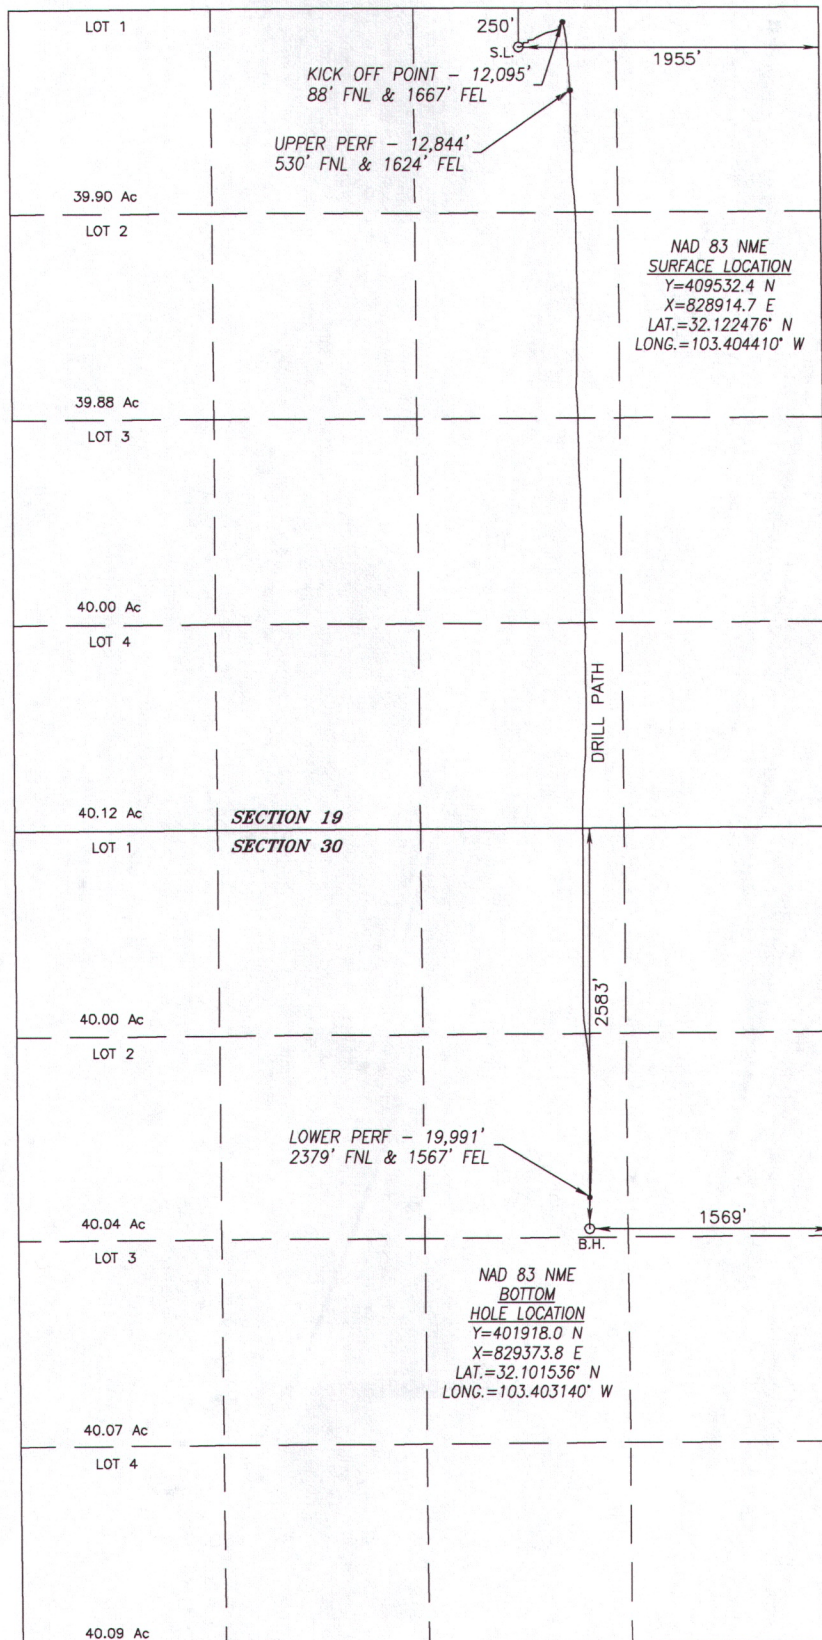 LOT 1
250'
S.L.
1955'
KICK OFF POINT - 12,095'
88' FNL & 1667' FEL
UPPER PERF - 12,844'
530' FNL & 1624' FEL
39.90 Ac
LOT 2
NAD 83 NME
SURFACE LOCATION
Y=409532.4 N
X=828914.7 E
LAT.=32.122476° N
LONG.=103.404410° W
39.88 Ac
LOT 3
40.00 Ac
LOT 4
DRILL PATH
40.12 Ac
SECTION 19
LOT 1
SECTION 30
2583'
40.00 Ac
LOT 2
LOWER PERF - 19,991'
2379' FNL & 1567' FEL
40.04 Ac
1569'
LOT 3
B.H.
NAD 83 NME
BOTTOM
HOLE LOCATION
Y=401918.0 N
X=829373.8 E
LAT.=32.101536° N
LONG.=103.403140° W
40.07 Ac
LOT 4
40.09 Ac